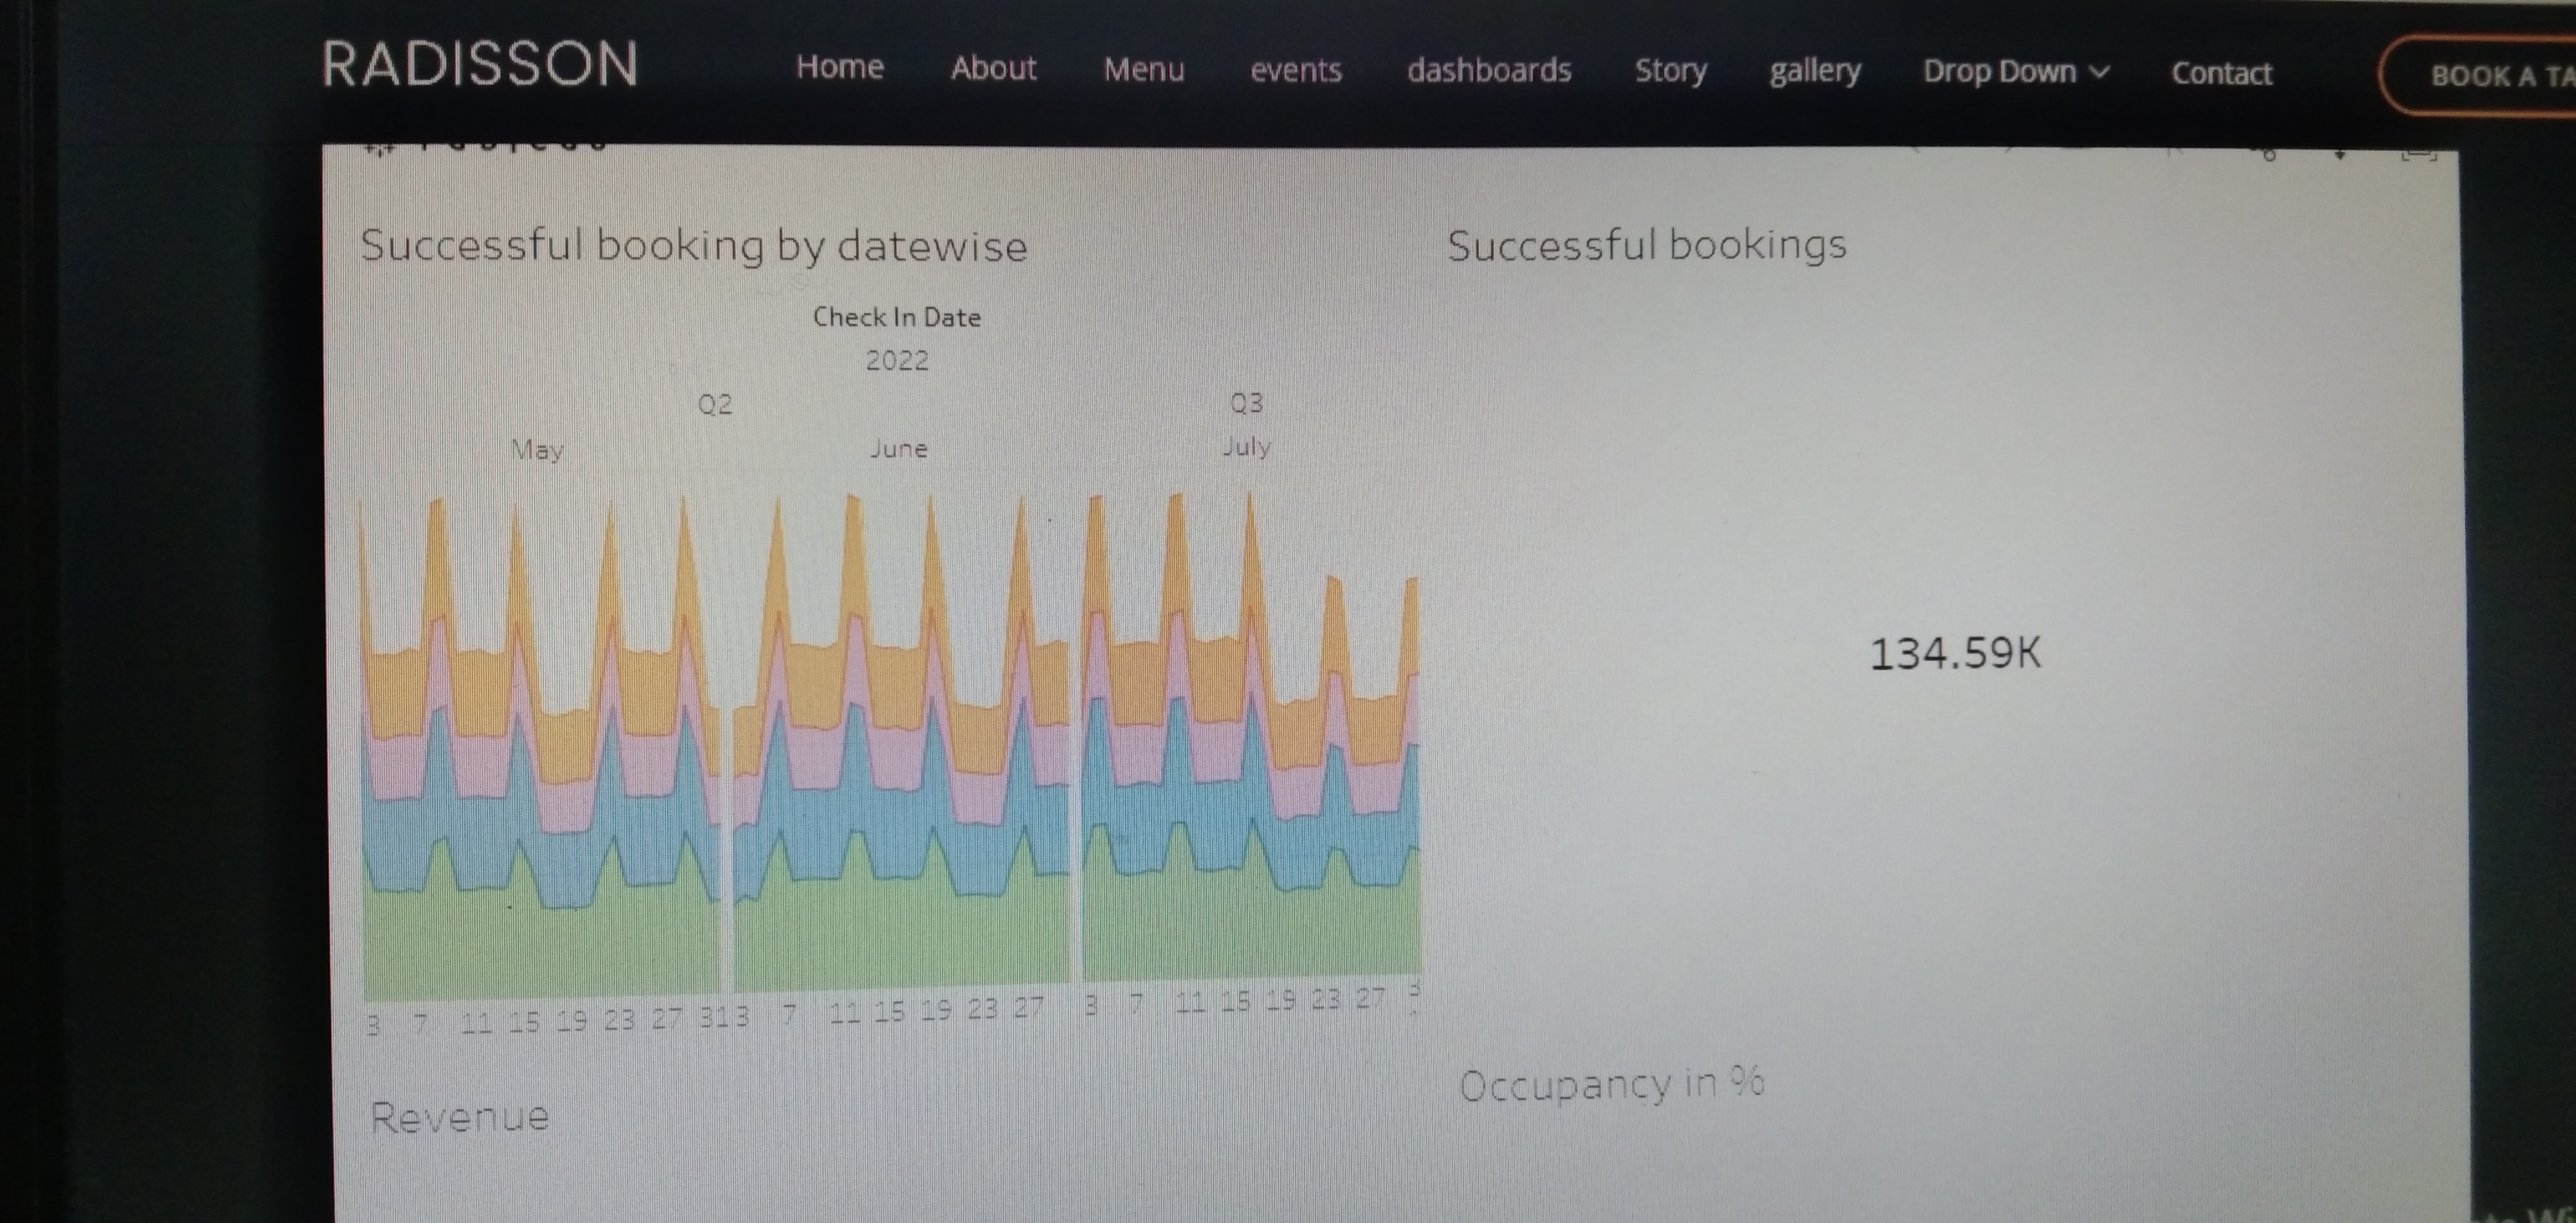 RADISSON Home About Menu events dashboards Story gallery Drop Down Contact BOOK A TA
Successful booking by datewise
Successful bookings
Check In Date
2022
Q2 Q3
May June July
134.59K
3 7 11 15 19 23 27 31 3 7 11 15 19 23 27 3 7 11 15 19 23 27 3
Revenue
Occupancy in %